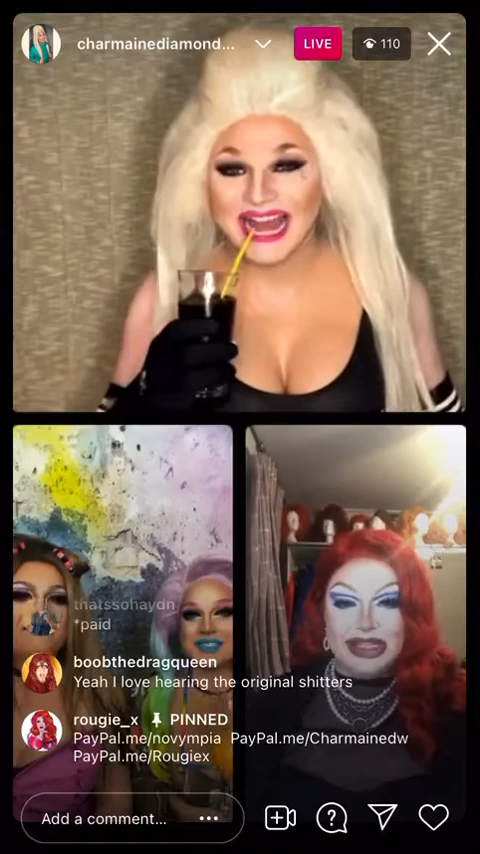 charmainediamond...
LIVE
110
thatssohaydn
*paid
boobthedragqueen
Yeah I love hearing the original shitters
rougie_x PINNED
PayPal.me/novympia PayPal.me/Charmainedw
PayPal.me/Rougiex
Add a comment...